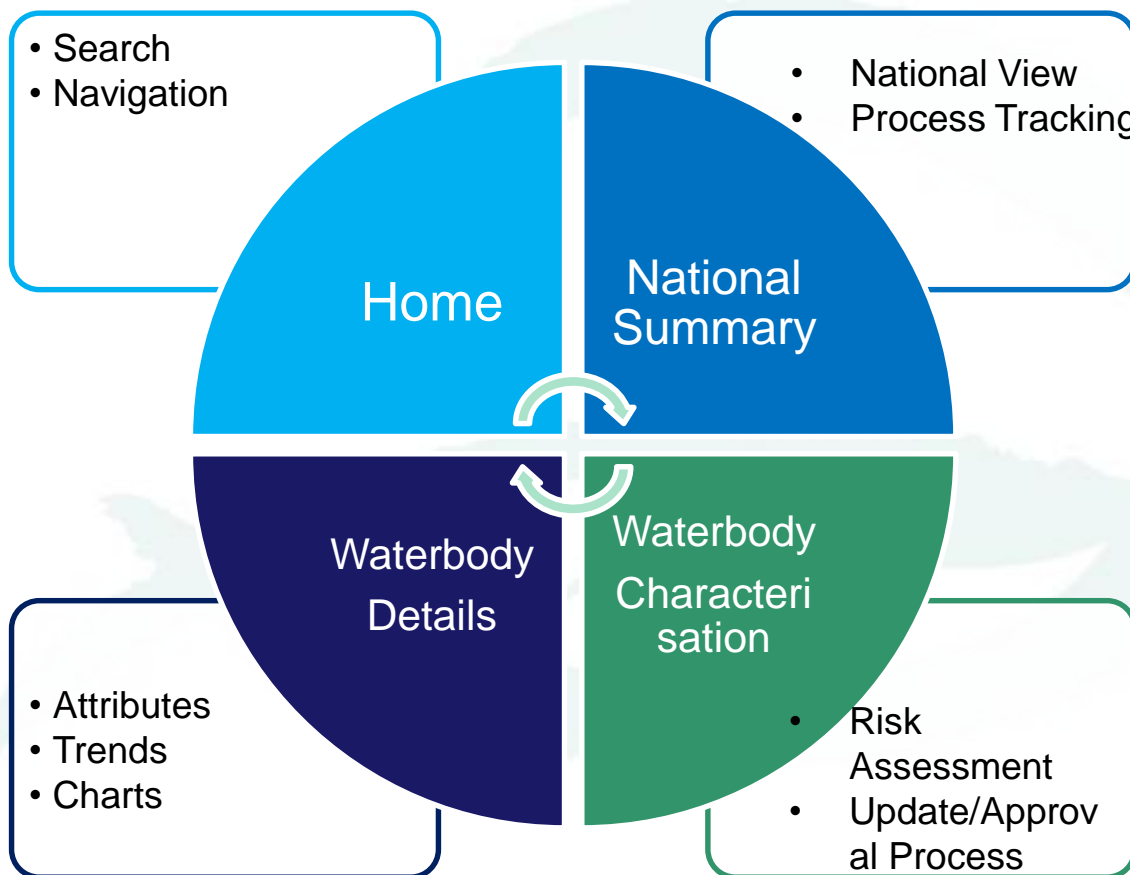 • Search
• Navigation
• National View
• Process Tracking
Home
National
Summary
Waterbody
Details
Waterbody
Characteri
sation
• Attributes
• Trends
• Charts
• Risk
Assessment
• Update/Approv
al Process